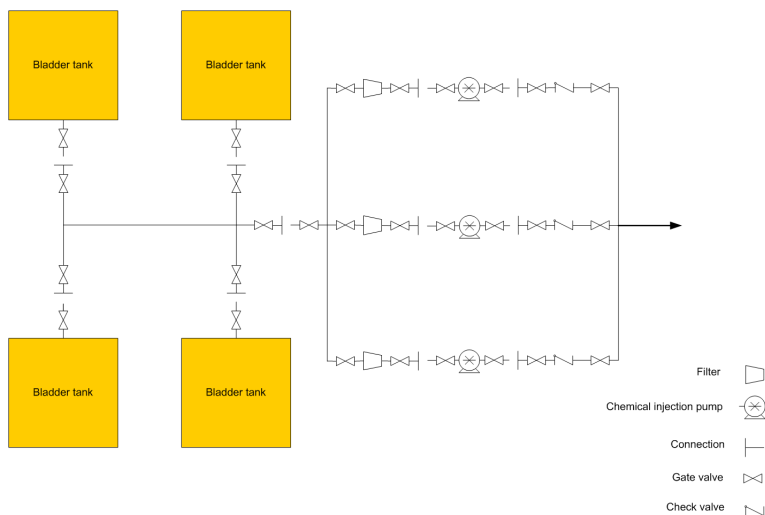 Bladder tank
Bladder tank
Bladder tank
Bladder tank
Filter
Chemical injection pump
Connection
Gate valve
Check valve